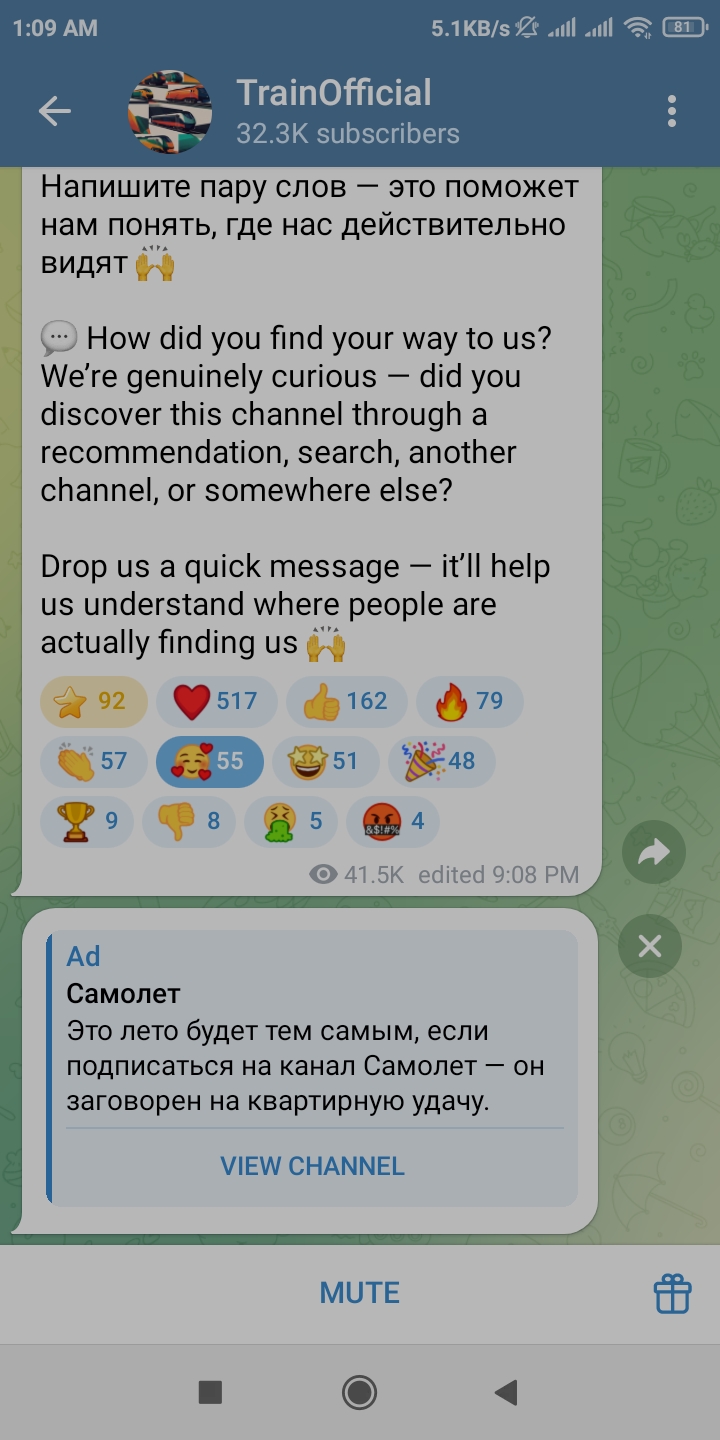 1:09 AM 5.1KB/s 81
TrainOfficial
32.3K subscribers
Напишите пару слов — это поможет
нам понять, где нас действительно
видят 🙌
💬 How did you find your way to us?
We’re genuinely curious — did you
discover this channel through a
recommendation, search, another
channel, or somewhere else?
Drop us a quick message — it’ll help
us understand where people are
actually finding us 🙌
92 517 162 79
57 55 51 48
9 8 5 &$!#% 4
41.5K edited 9:08 PM
Ad
Самолет
Это лето будет тем самым, если
подписаться на канал Самолет — он
заговорен на квартирную удачу.
VIEW CHANNEL
MUTE